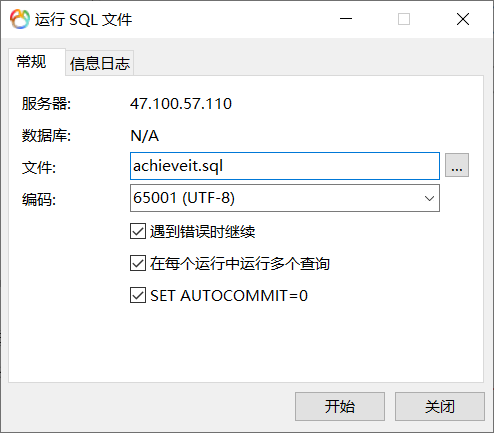 运行 SQL 文件
常规 信息日志
服务器: 47.100.57.110
数据库: N/A
文件: achieveit.sql ...
编码: 65001 (UTF-8)
遇到错误时继续
在每个运行中运行多个查询
SET AUTOCOMMIT=0
开始 关闭